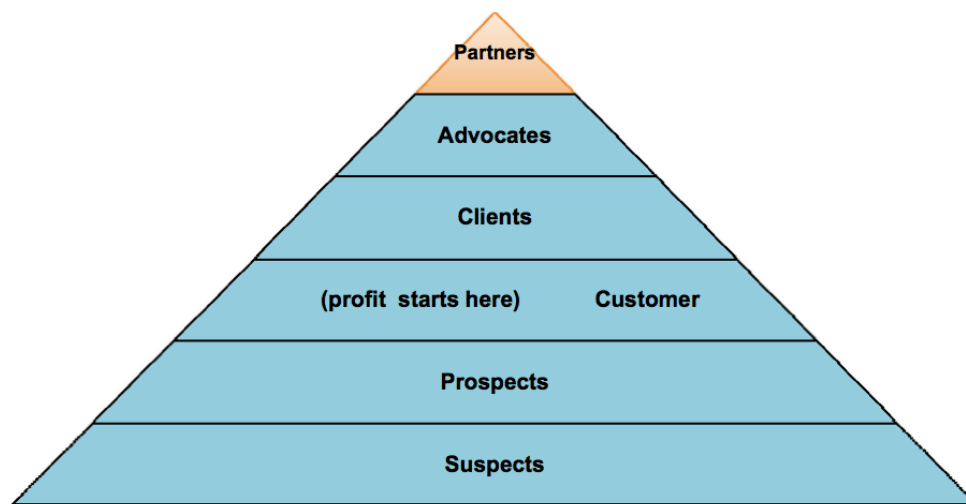 Partners
Advocates
Clients
(profit starts here) Customer
Prospects
Suspects